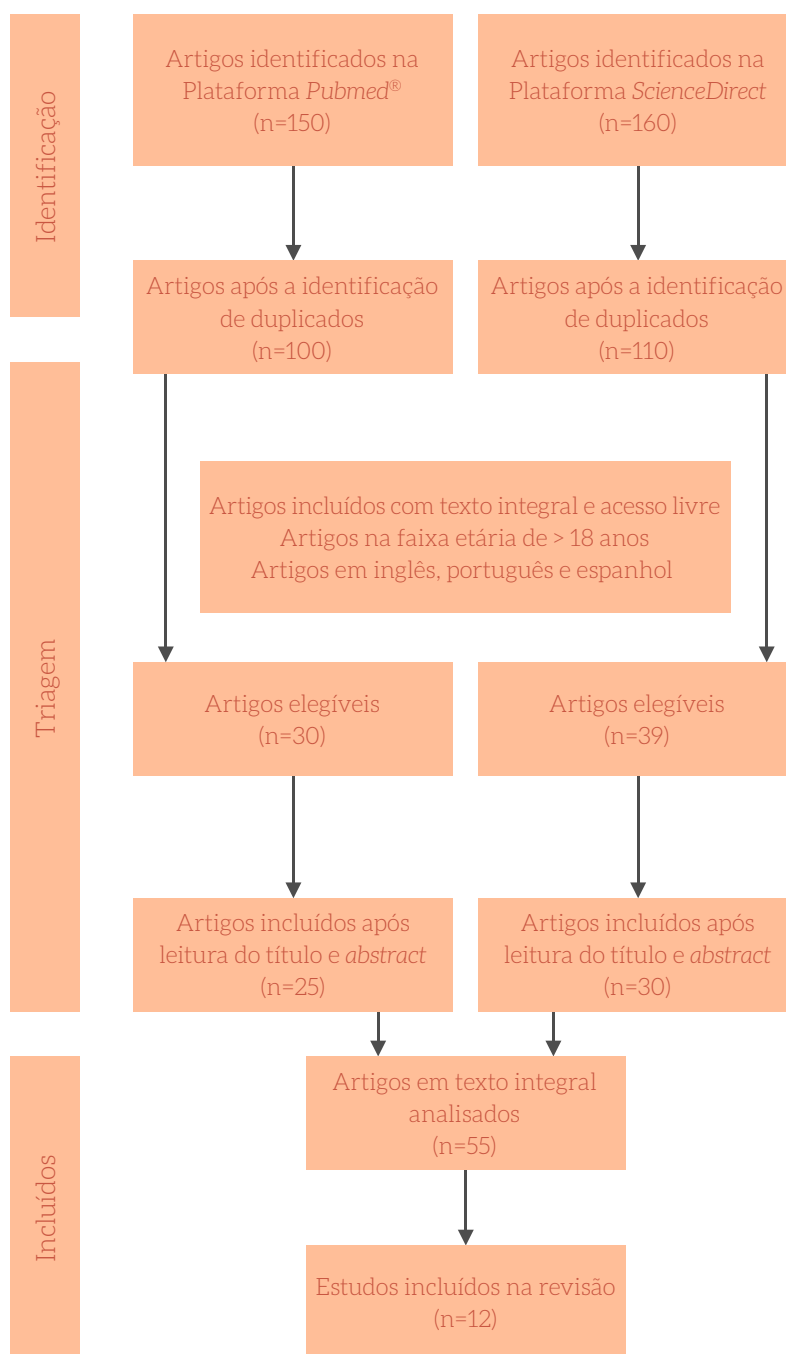 Identificação
Artigos identificados na
Plataforma Pubmed®
(n=150)
Artigos identificados na
Plataforma ScienceDirect
(n=160)
Artigos após a identificação
de duplicados
(n=100)
Artigos após a identificação
de duplicados
(n=110)
Triagem
Artigos incluídos com texto integral e acesso livre
Artigos na faixa etária de > 18 anos
Artigos em inglês, português e espanhol
Artigos elegíveis
(n=30)
Artigos elegíveis
(n=39)
Artigos incluídos após
leitura do título e abstract
(n=25)
Artigos incluídos após
leitura do título e abstract
(n=30)
Incluídos
Artigos em texto integral
analisados
(n=55)
Estudos incluídos na revisão
(n=12)